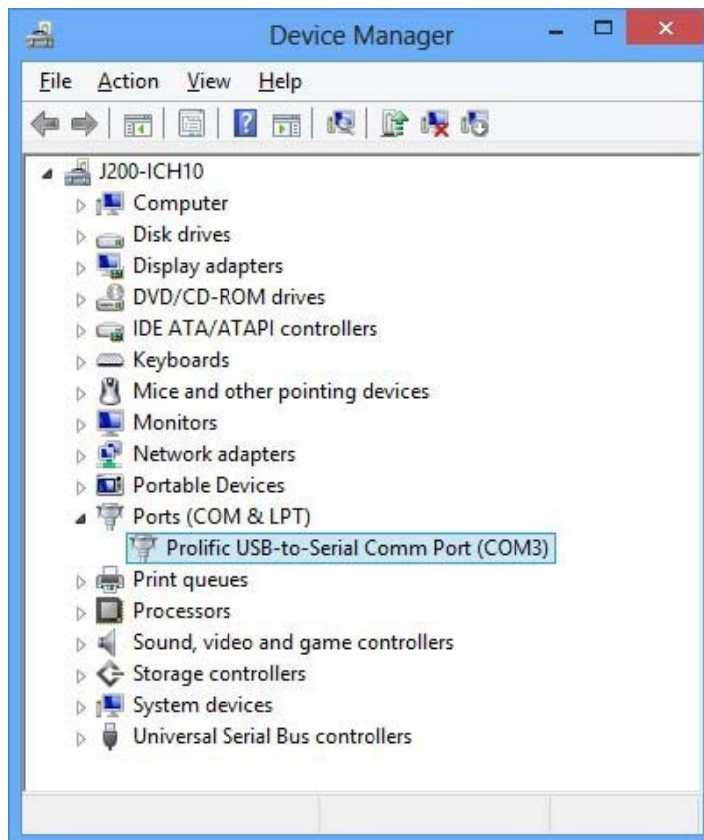 Device Manager
File Action View Help
J200-ICH10
Computer
Disk drives
Display adapters
DVD/CD-ROM drives
IDE ATA/ATAPI controllers
Keyboards
Mice and other pointing devices
Monitors
Network adapters
Portable Devices
Ports (COM & LPT)
Prolific USB-to-Serial Comm Port (COM3)
Print queues
Processors
Sound, video and game controllers
Storage controllers
System devices
Universal Serial Bus controllers